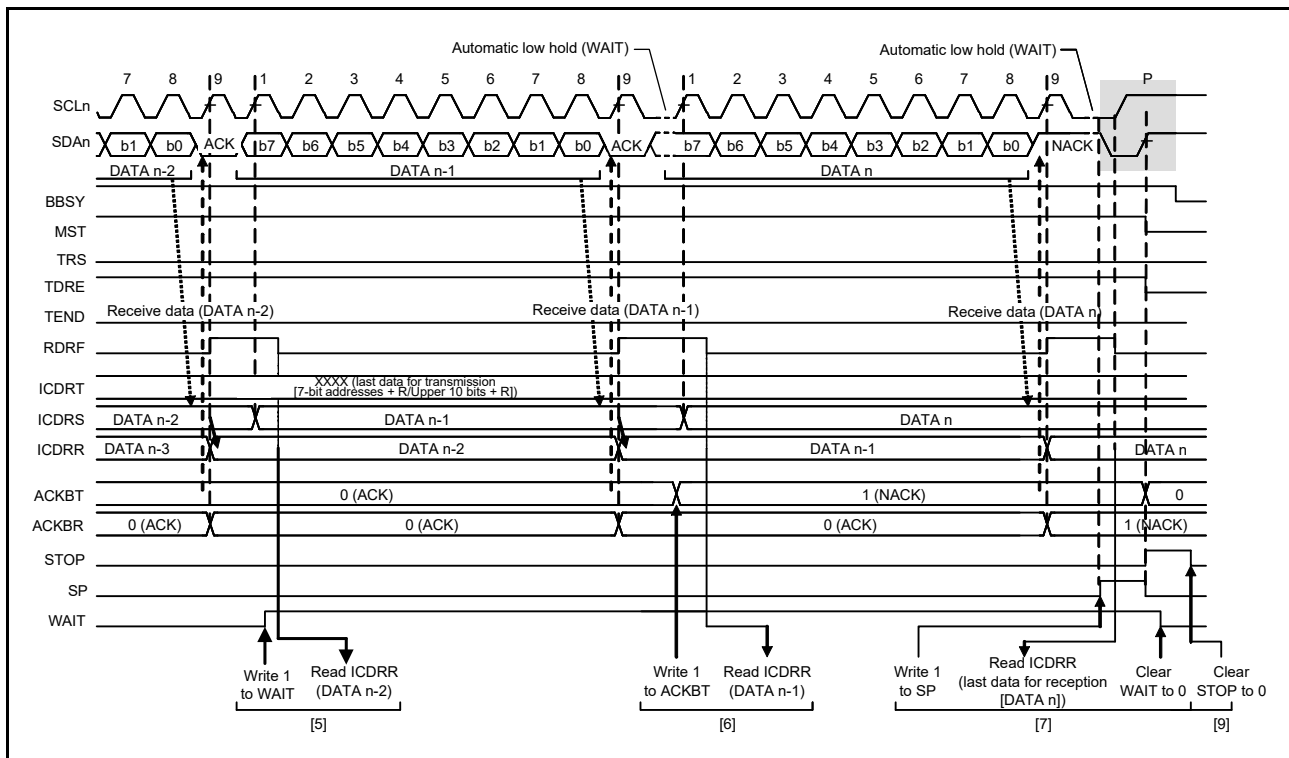 Automatic low hold (WAIT)
Automatic low hold (WAIT)
7 8 9 1 2 3 4 5 6 7 8 9 1 2 3 4 5 6 7 8 9 P
SCLn
SDAn b1 b0 ACK b7 b6 b5 b4 b3 b2 b1 b0 ACK b7 b6 b5 b4 b3 b2 b1 b0 NACK
DATA n-2 DATA n-1 DATA n
BBSY
MST
TRS
TDRE
Receive data (DATA n-2) Receive data (DATA n-1) Receive data (DATA n)
TEND
RDRF
XXXX (last data for transmission
ICDRT
[7-bit addresses + R/Upper 10 bits + R])
ICDRS DATA n-2 DATA n-1 DATA n
ICDRR DATA n-3 DATA n-2 DATA n-1 DATA n
ACKBT 0 (ACK) 1 (NACK) 0
ACKBR 0 (ACK) 0 (ACK) 0 (ACK) 1 (NACK)
STOP
SP
WAIT
Write 1
to WAIT
Read ICDRR
(DATA n-2)
[5]
Write 1
to ACKBT
Read ICDRR
(DATA n-1)
[6]
Write 1
to SP
Read ICDRR
(last data for reception
[DATA n])
Clear
WAIT to 0
[7]
Clear
STOP to 0
[9]